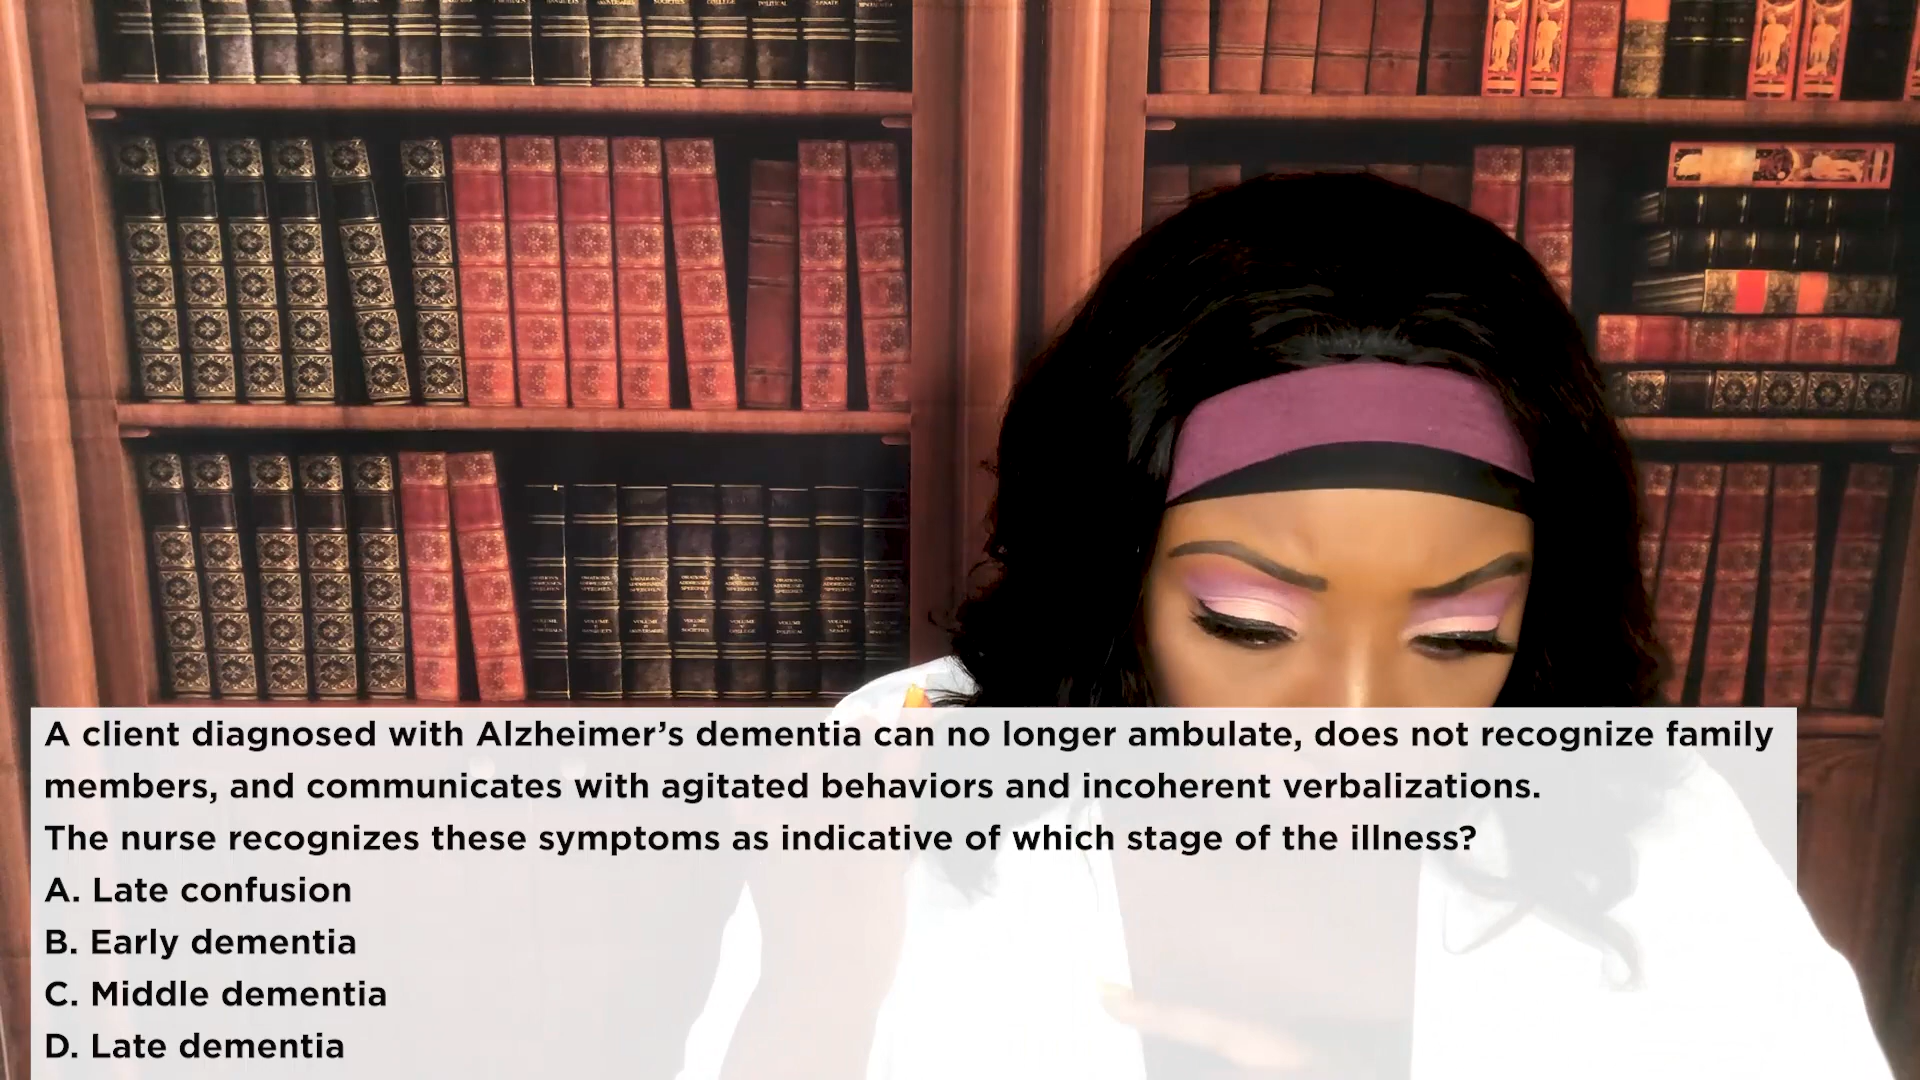 A client diagnosed with Alzheimer’s dementia can no longer ambulate, does not recognize family
members, and communicates with agitated behaviors and incoherent verbalizations.
The nurse recognizes these symptoms as indicative of which stage of the illness?
A. Late confusion
B. Early dementia
C. Middle dementia
D. Late dementia